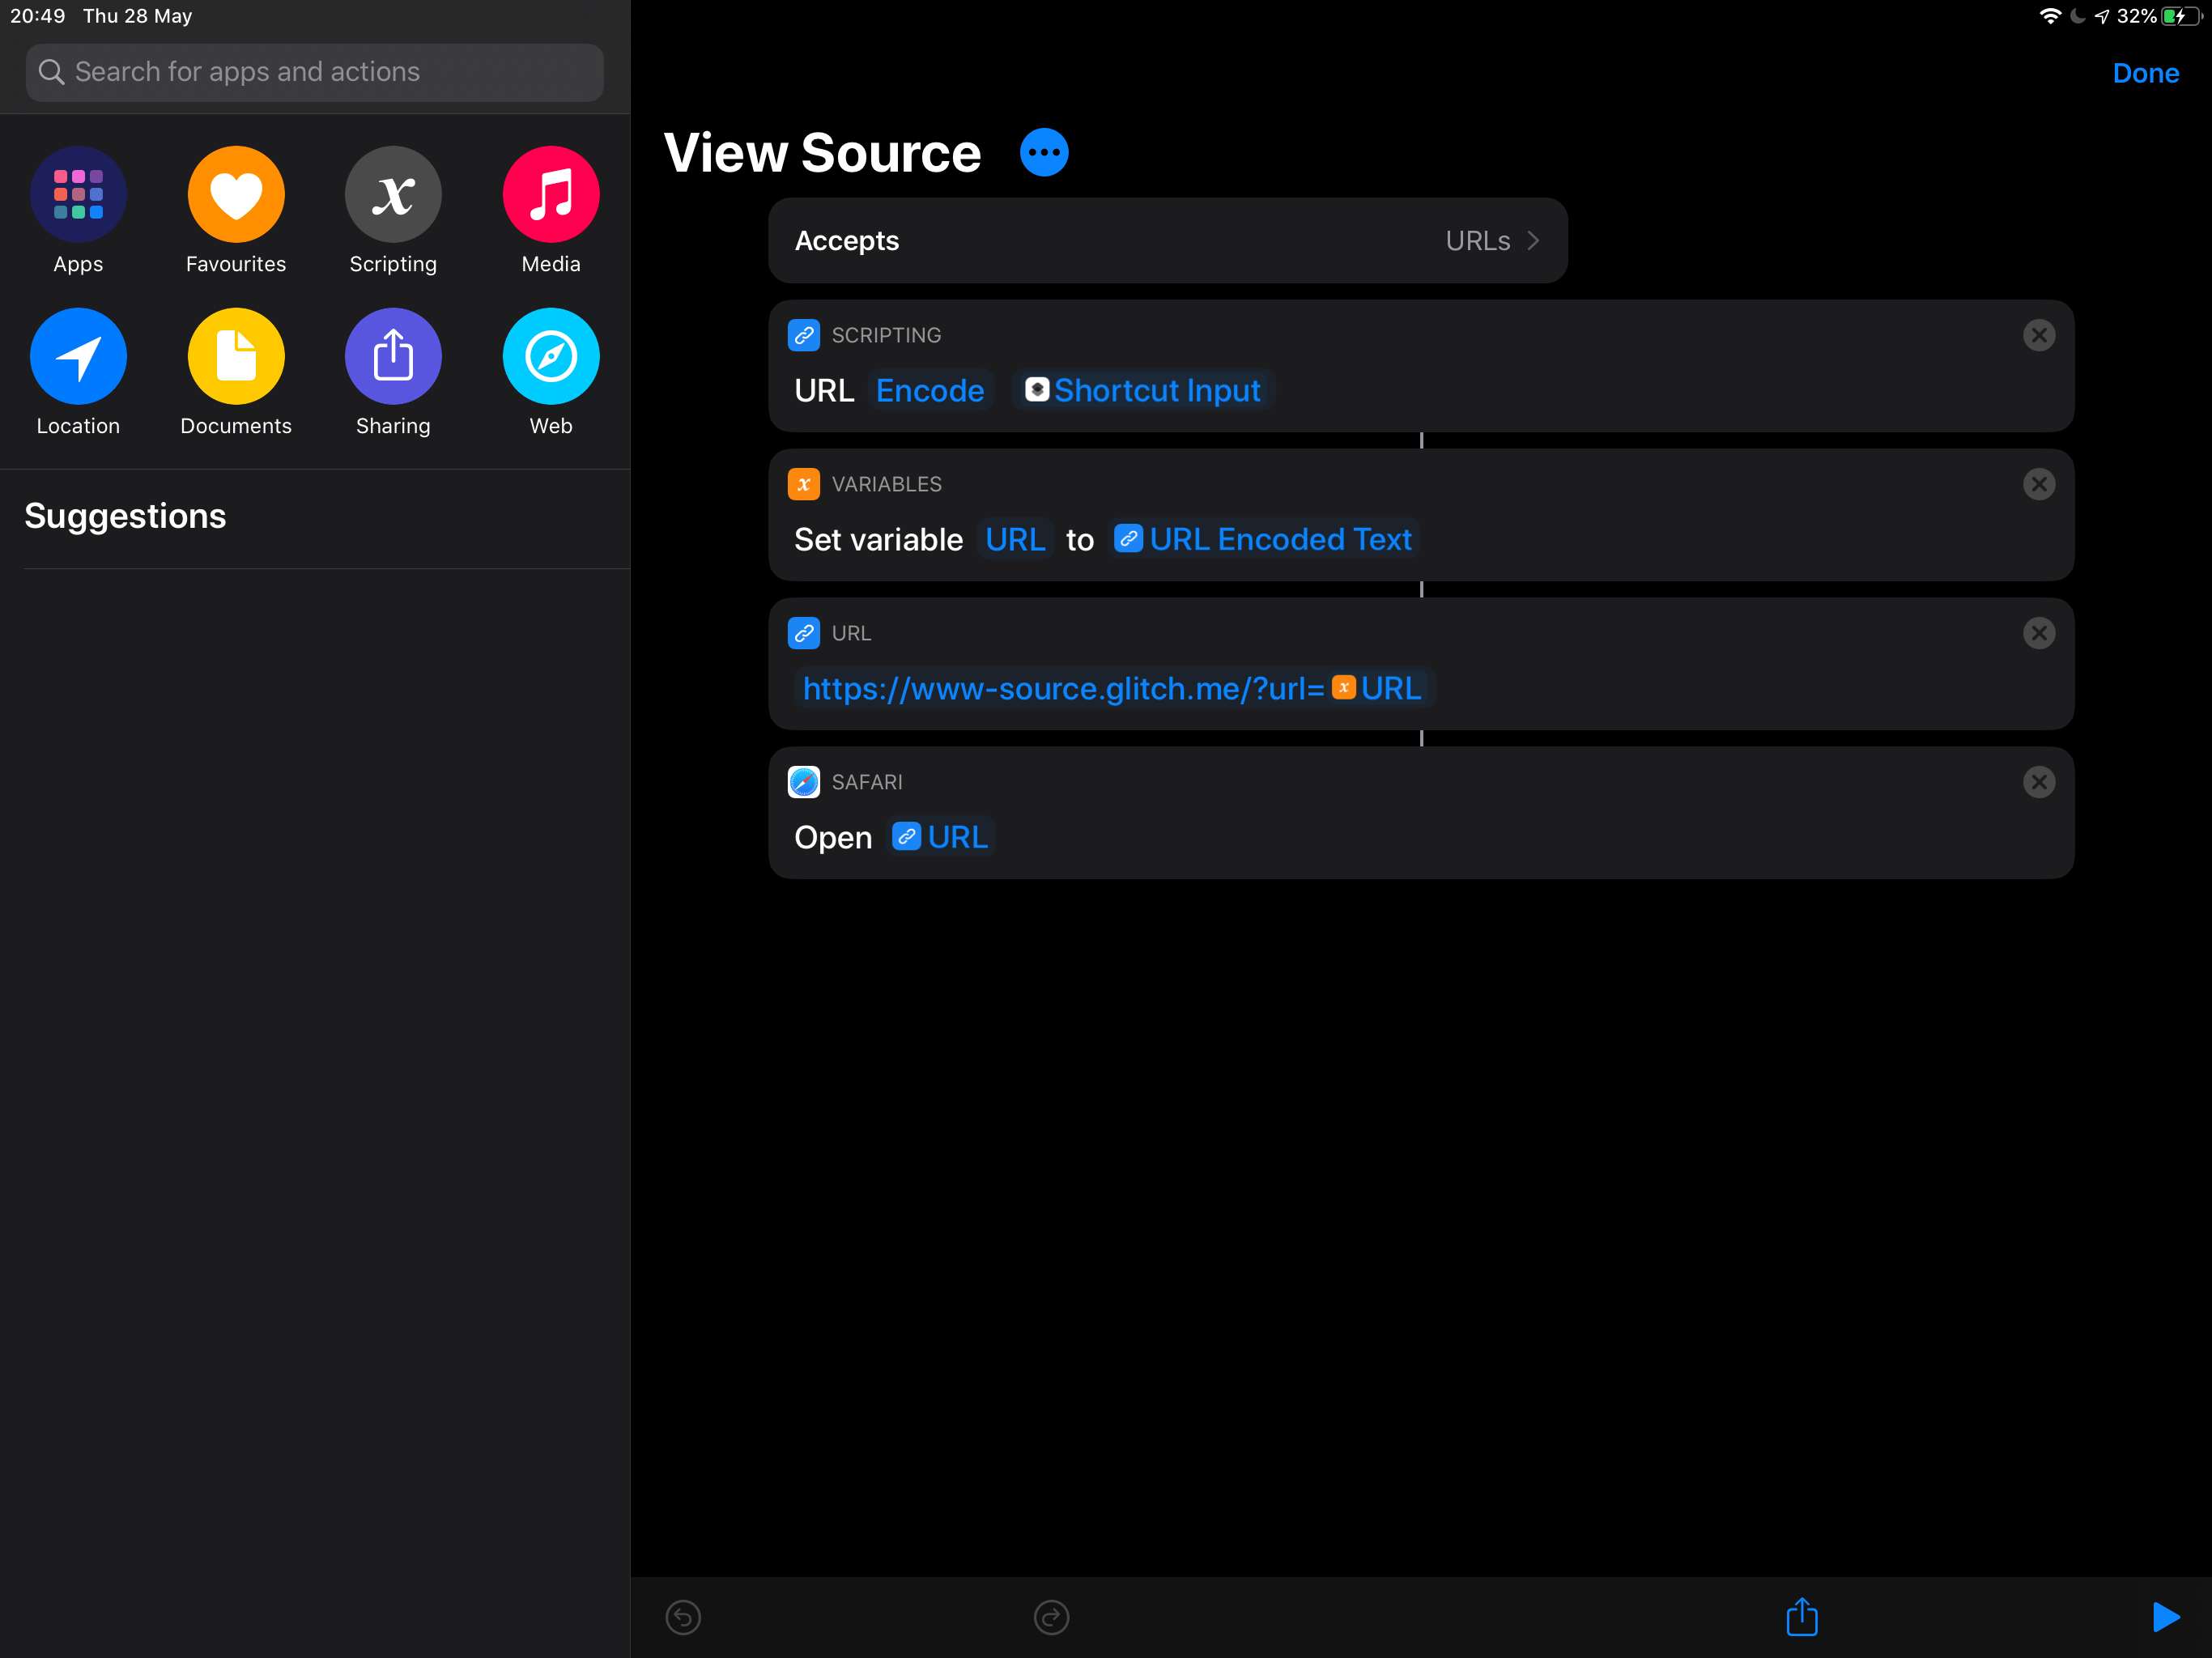 20:49 Thu 28 May
32%
Search for apps and actions
Apps
Favourites
Scripting
Media
Location
Documents
Sharing
Web
Suggestions
Done
View Source
Accepts URLs
SCRIPTING
URL Encode Shortcut Input
VARIABLES
Set variable URL to URL Encoded Text
URL
https://www-source.glitch.me/?url= URL
SAFARI
Open URL